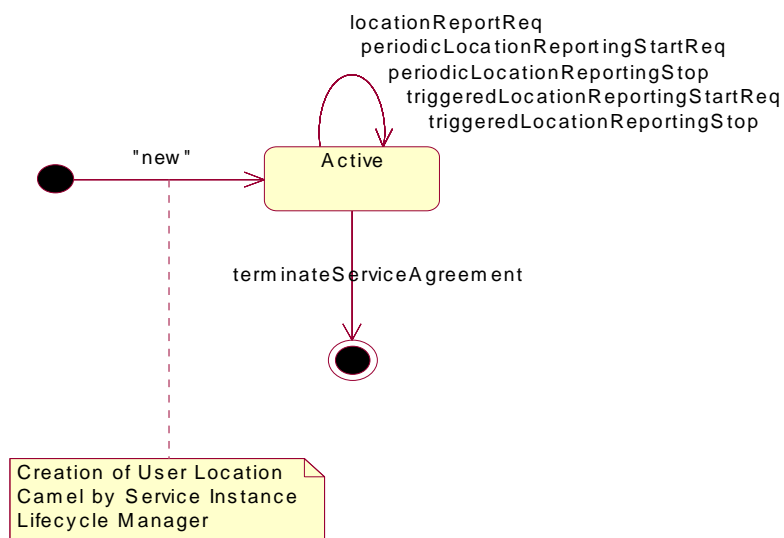 locationReportReq
periodicLocationReportingStartReq
periodicLocationReportingStop
triggeredLocationReportingStartReq
triggeredLocationReportingStop
"new"
Active
terminateServiceAgreement
Creation of User Location
Camel by Service Instance
Lifecycle Manager